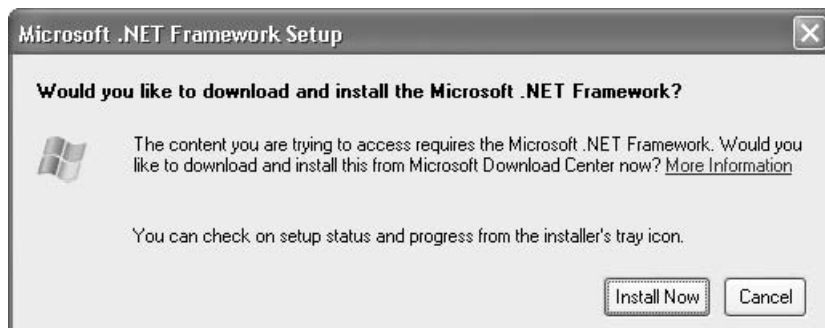 Microsoft .NET Framework Setup
Would you like to download and install the Microsoft .NET Framework?
The content you are trying to access requires the Microsoft .NET Framework. Would you
like to download and install this from Microsoft Download Center now? More Information
You can check on setup status and progress from the installer's tray icon.
Install Now Cancel